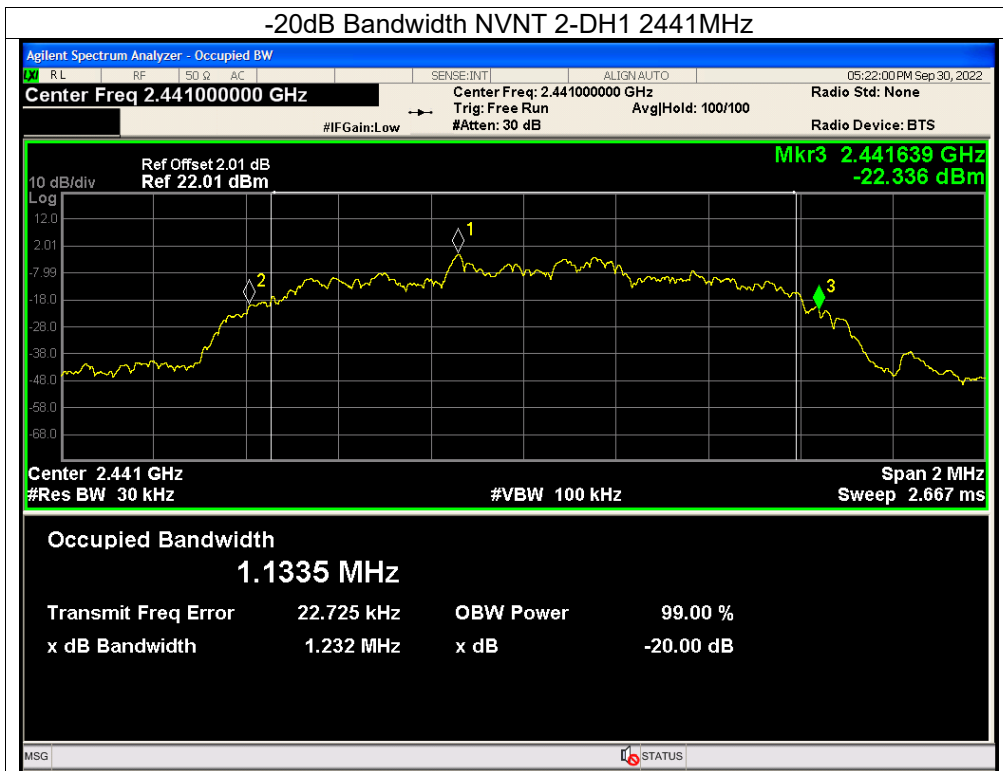 -20dB Bandwidth NVNT 2-DH1 2441MHz
Agilent Spectrum Analyzer - Occupied BW
LXI RL RF 50 Ω AC SENSE:INT ALIGN AUTO 05:22:00 PM Sep 30, 2022
Center Freq 2.441000000 GHz Center Freq: 2.441000000 GHz Radio Std: None
Trig: Free Run Avg|Hold: 100/100
#IFGain:Low #Atten: 30 dB Radio Device: BTS
Mkr3 2.441639 GHz
-22.336 dBm
Ref Offset 2.01 dB
10 dB/div Ref 22.01 dBm
Log
12.0
2.01
-7.99
-18.0
-28.0
-38.0
-48.0
-58.0
-68.0
1
2
3
Center 2.441 GHz Span 2 MHz
#Res BW 30 kHz #VBW 100 kHz Sweep 2.667 ms
Occupied Bandwidth
1.1335 MHz
Transmit Freq Error 22.725 kHz OBW Power 99.00 %
x dB Bandwidth 1.232 MHz x dB -20.00 dB
MSG STATUS